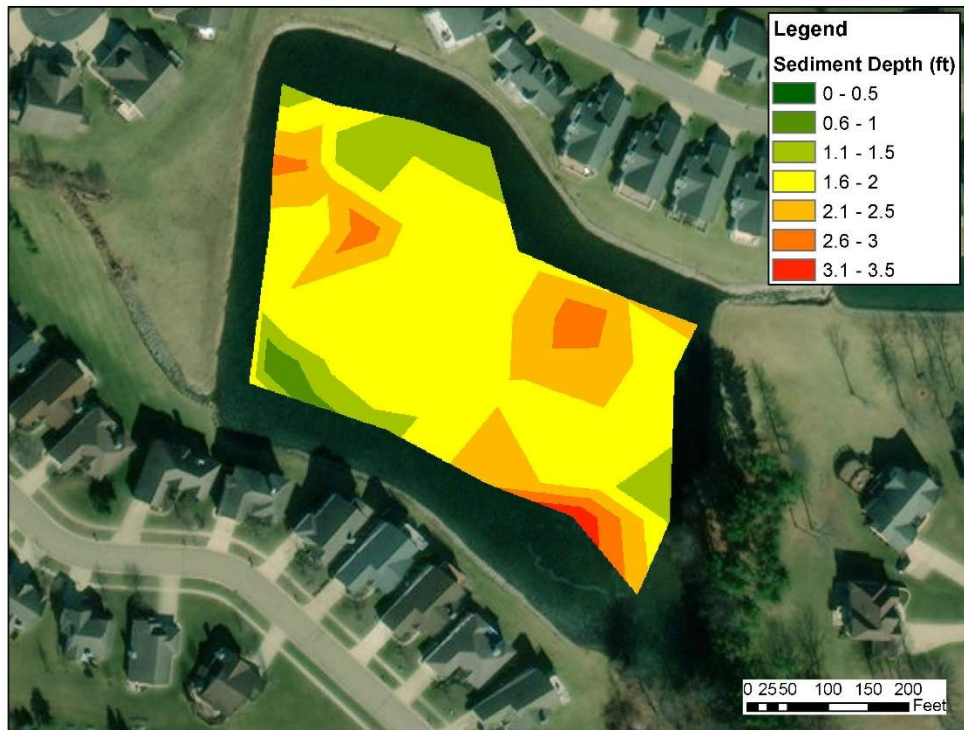 Legend
Sediment Depth (ft)
0 - 0.5
0.6 - 1
1.1 - 1.5
1.6 - 2
2.1 - 2.5
2.6 - 3
3.1 - 3.5
0 25 50 100 150 200
Feet